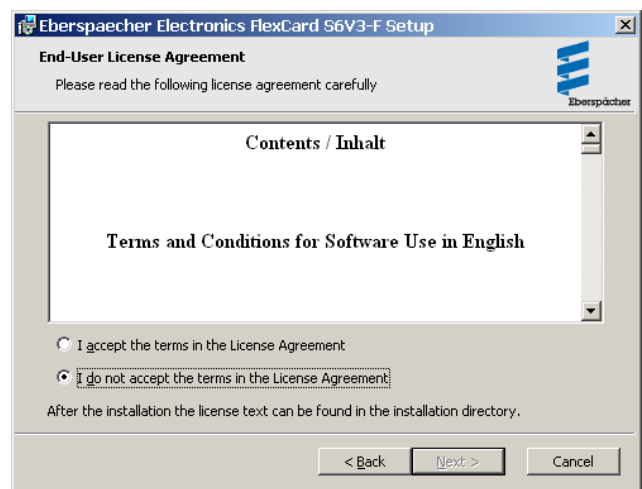 Eberspaecher Electronics FlexCard S6V3-F Setup
End-User License Agreement
Please read the following license agreement carefully
Eberspächer
Contents / Inhalt
Terms and Conditions for Software Use in English
I accept the terms in the License Agreement
I do not accept the terms in the License Agreement
After the installation the license text can be found in the installation directory.
< Back
Next >
Cancel